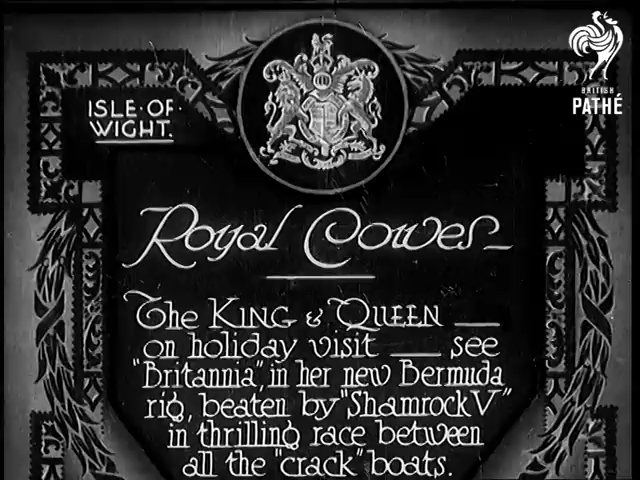 BRITISH
PATHÉ
ISLE·OF·
WIGHT.
Royal Cowes—
The KING & QUEEN —
on holiday visit — see
"Britannia", in her new Bermuda
rig, beaten by "Shamrock V"
in thrilling race between
all the "crack" boats.